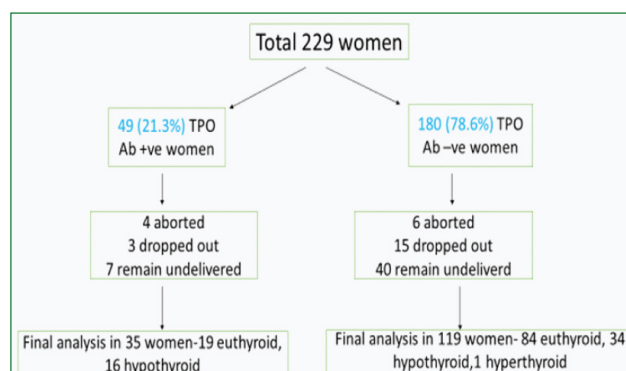 Total 229 women
49 (21.3%) TPO
Ab +ve women
180 (78.6%) TPO
Ab –ve women
4 aborted
3 dropped out
7 remain undelivered
6 aborted
15 dropped out
40 remain undeliverd
Final analysis in 35 women-19 euthyroid,
16 hypothyroid
Final analysis in 119 women- 84 euthyroid, 34
hypothyroid,1 hyperthyroid